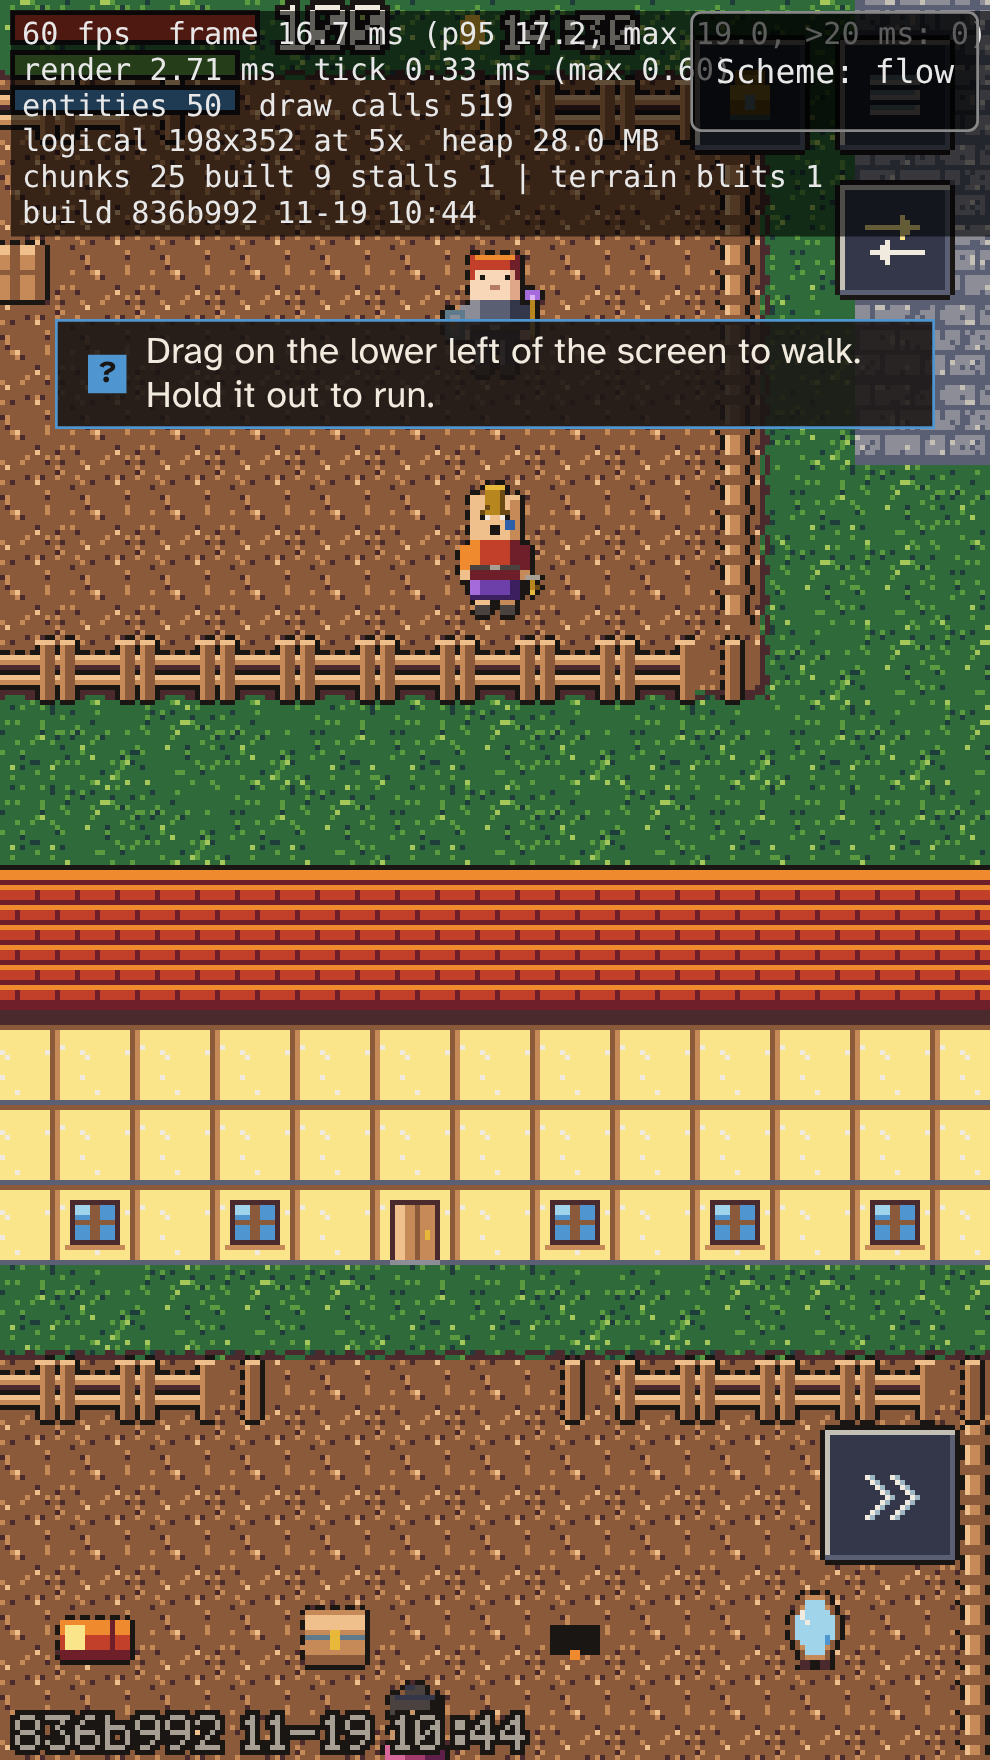 60 fps  frame 16.7 ms (p95 17.2, max 19.0, >20 ms: 0)
render 2.71 ms  tick 0.33 ms (max 0.60)
Scheme: flow
entities 50  draw calls 519
logical 198x352 at 5x  heap 28.0 MB
chunks 25 built 9 stalls 1 | terrain blits 1
build 836b992 11-19 10:44
?
Drag on the lower left of the screen to walk.
Hold it out to run.
836b992 11-19 10:44